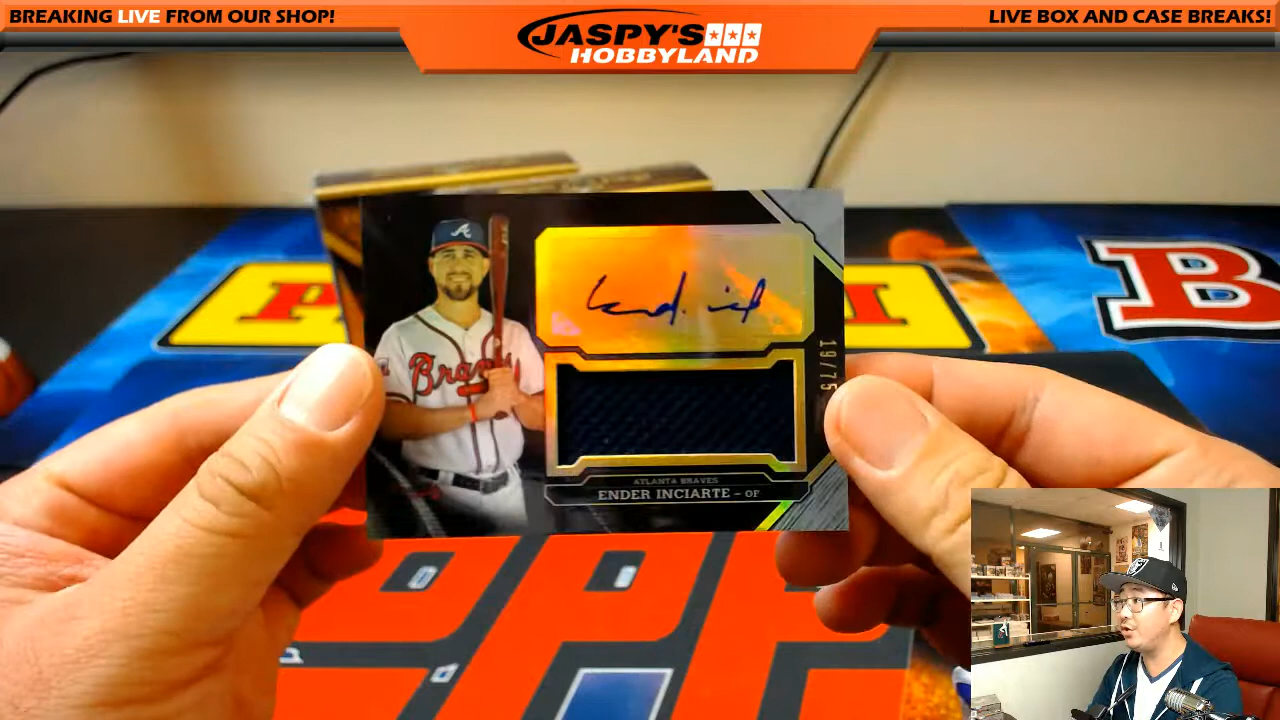 BREAKING LIVE FROM OUR SHOP!
JASPY'S
HOBBYLAND
LIVE BOX AND CASE BREAKS!
A
Braves
19/75
ATLANTA BRAVES
ENDER INCIARTE - OF
B